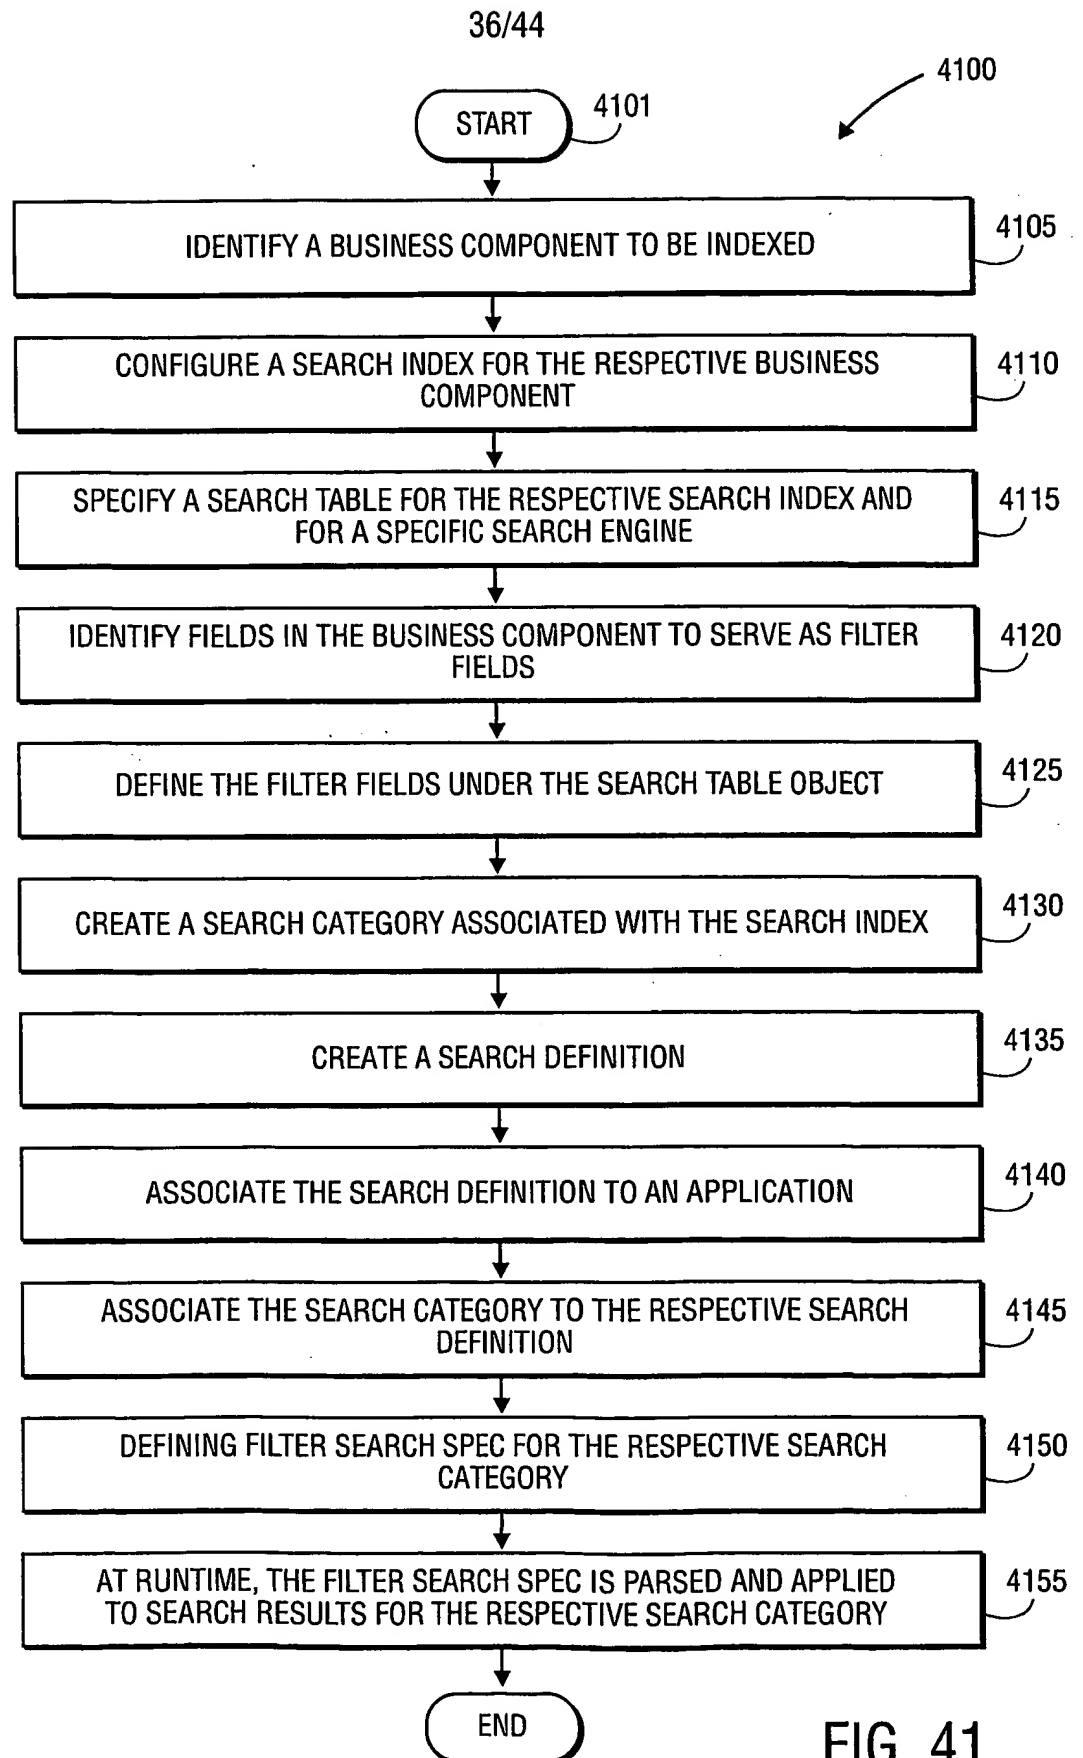 36/44
4100
START
4101
IDENTIFY A BUSINESS COMPONENT TO BE INDEXED
4105
CONFIGURE A SEARCH INDEX FOR THE RESPECTIVE BUSINESS
COMPONENT
4110
SPECIFY A SEARCH TABLE FOR THE RESPECTIVE SEARCH INDEX AND
FOR A SPECIFIC SEARCH ENGINE
4115
IDENTIFY FIELDS IN THE BUSINESS COMPONENT TO SERVE AS FILTER
FIELDS
4120
DEFINE THE FILTER FIELDS UNDER THE SEARCH TABLE OBJECT
4125
CREATE A SEARCH CATEGORY ASSOCIATED WITH THE SEARCH INDEX
4130
CREATE A SEARCH DEFINITION
4135
ASSOCIATE THE SEARCH DEFINITION TO AN APPLICATION
4140
ASSOCIATE THE SEARCH CATEGORY TO THE RESPECTIVE SEARCH
DEFINITION
4145
DEFINING FILTER SEARCH SPEC FOR THE RESPECTIVE SEARCH
CATEGORY
4150
AT RUNTIME, THE FILTER SEARCH SPEC IS PARSED AND APPLIED
TO SEARCH RESULTS FOR THE RESPECTIVE SEARCH CATEGORY
4155
END
FIG. 41